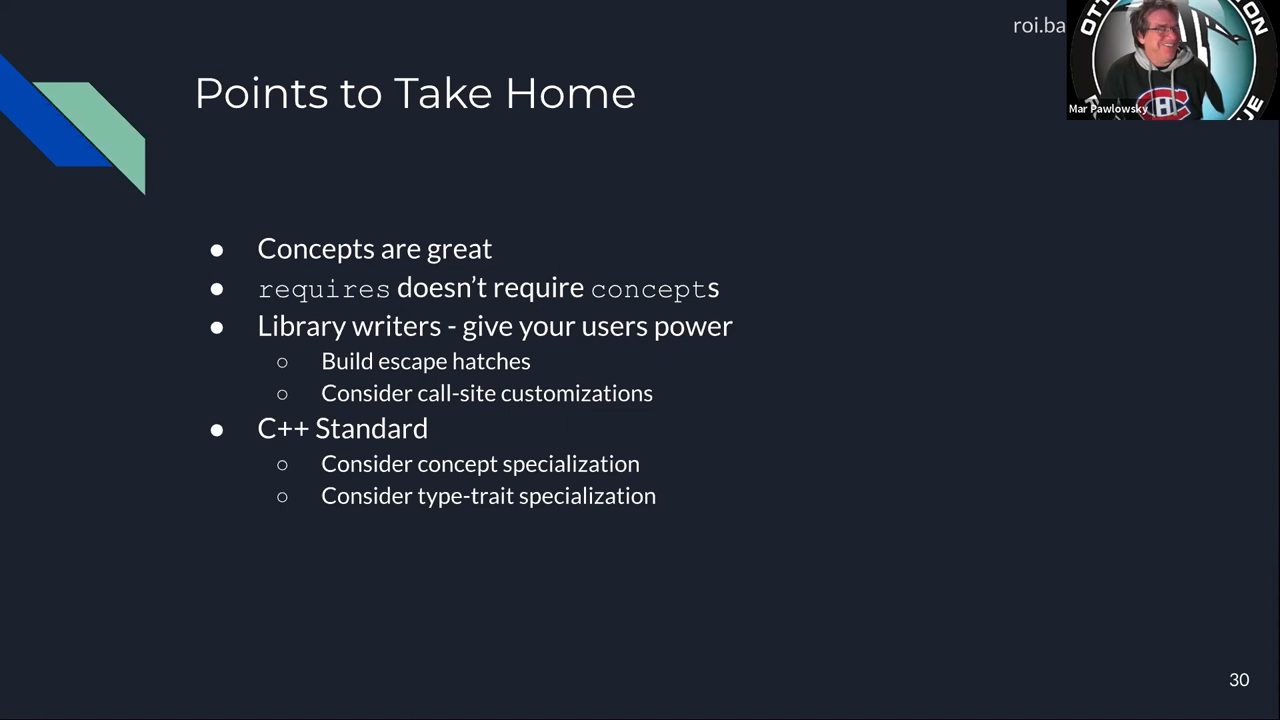 roi.ba
Mar Pawlowsky
Points to Take Home
● Concepts are great
● requires doesn’t require concepts
● Library writers - give your users power
○ Build escape hatches
○ Consider call-site customizations
● C++ Standard
○ Consider concept specialization
○ Consider type-trait specialization
30